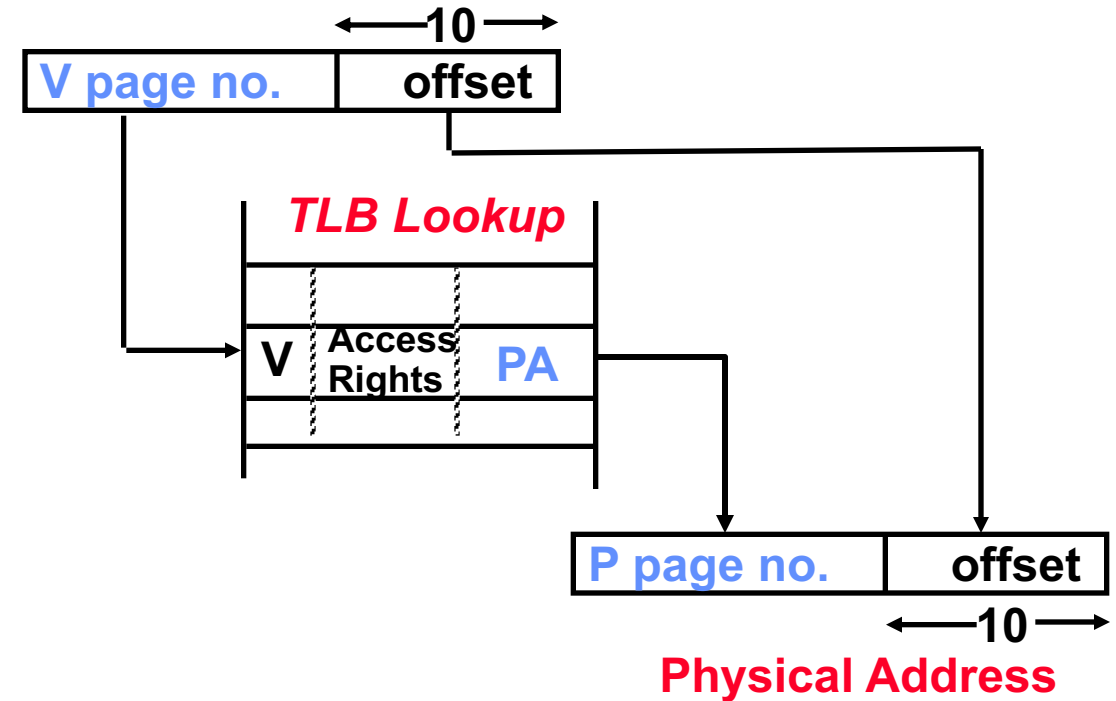 10
V page no. offset
TLB Lookup
V Access Rights PA
P page no. offset
10
Physical Address